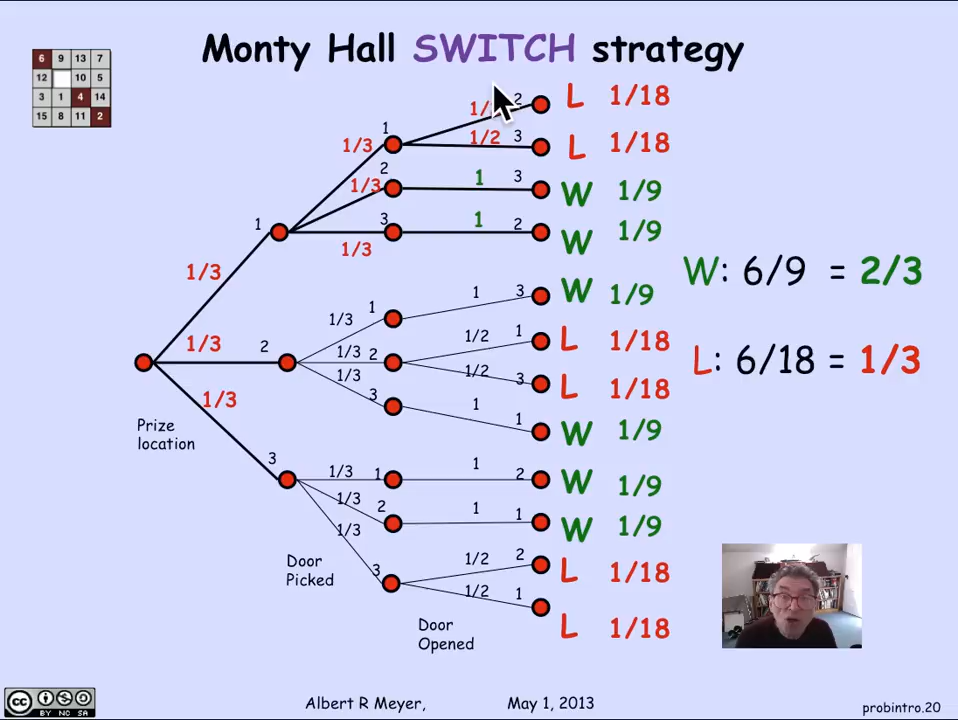 Monty Hall SWITCH strategy
6 9 13 7
12 10 5
3 1 4 14
15 8 11 2
1/ 2 L 1/18
1 1/3 1/2 3 L 1/18
2 1/3 1 3 W 1/9
1 3 1/3 1 2 W 1/9
1/3
W: 6/9 = 2/3
1/3 1 1 3 W 1/9
1/3 2 1/3 2 1/2 1 L 1/18
L: 6/18 = 1/3
1/2 3 L 1/18
1/3 1/3 3 1 1 W 1/9
Prize
location
3 1/3 1 1 2 W 1/9
1/3 2 1 1 W 1/9
1/3
Door
Picked
3 1/2 2 L 1/18
1/2 1 L 1/18
Door
Opened
cc BY NC SA
Albert R Meyer, May 1, 2013
probintro.20